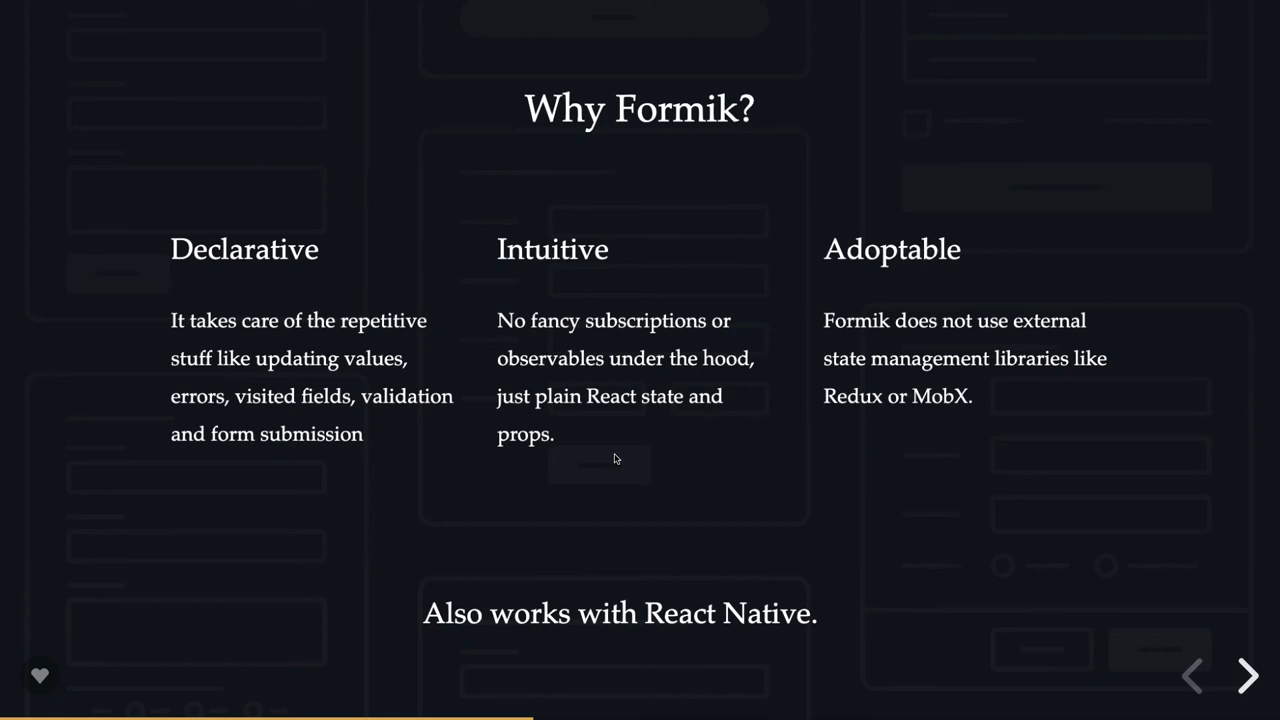 Why Formik?
Declarative
It takes care of the repetitive
stuff like updating values,
errors, visited fields, validation
and form submission
Intuitive
No fancy subscriptions or
observables under the hood,
just plain React state and
props.
Adoptable
Formik does not use external
state management libraries like
Redux or MobX.
Also works with React Native.